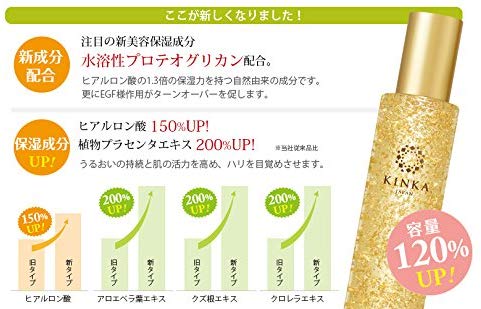 ここが新しくなりました！
新成分
配合
注目の新美容保湿成分
水溶性プロテオグリカン配合。
ヒアルロン酸の1.3倍の保湿力を持つ自然由来の成分です。
更にEGF様作用がターンオーバーを促します。
保湿成分
UP!
ヒアルロン酸 150%UP!
植物プラセンタエキス 200%UP!
※当社従来品比
うるおいの持続と肌の活力を高め、ハリを目覚めさせます。
150%
UP!
旧タイプ
新タイプ
ヒアルロン酸
200%
UP!
旧タイプ
新タイプ
アロエベラ葉エキス
200%
UP!
旧タイプ
新タイプ
クズ根エキス
200%
UP!
旧タイプ
新タイプ
クロレラエキス
KINKA
JAPAN
容量
120%
UP!